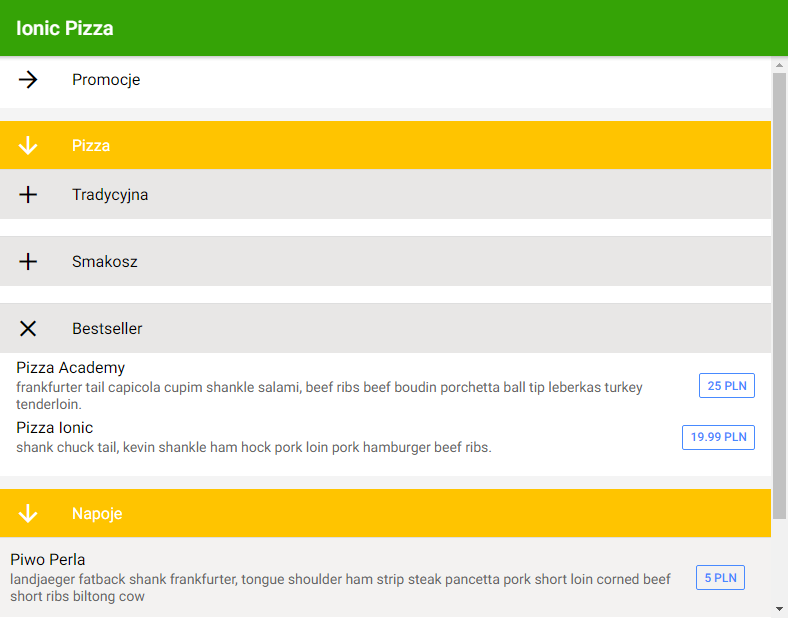 Ionic Pizza
Promocje
Pizza
Tradycyjna
Smakosz
Bestseller
Pizza Academy
frankfurter tail capicola cupim shankle salami, beef ribs beef boudin porchetta ball tip leberkas turkey
tenderloin.
25 PLN
Pizza Ionic
shank chuck tail, kevin shankle ham hock pork loin pork hamburger beef ribs.
19.99 PLN
Napoje
Piwo Perla
landjaeger fatback shank frankfurter, tongue shoulder ham strip steak pancetta pork short loin corned beef
short ribs biltong cow
5 PLN